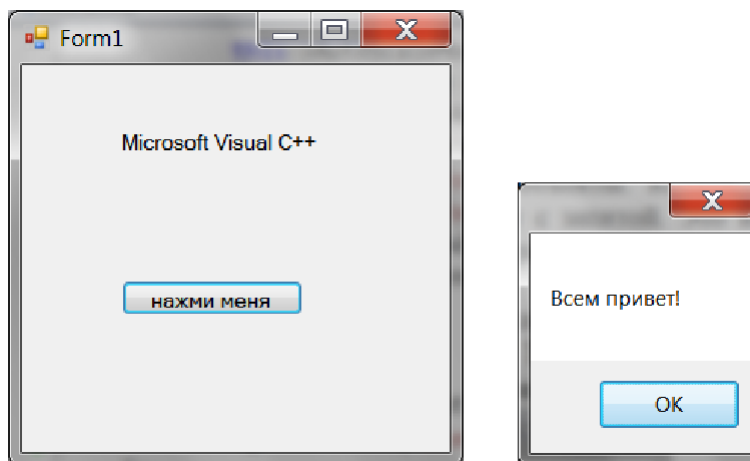 Form1
Microsoft Visual C++
нажми меня
Всем привет!
OK